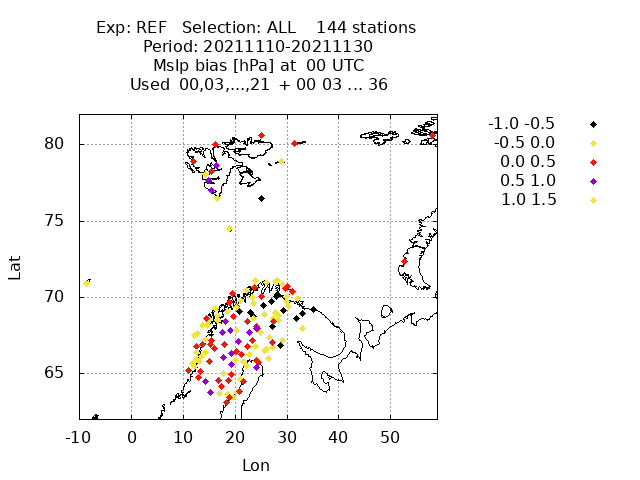 Exp: REF   Selection: ALL    144 stations
Period: 20211110-20211130
Mslp bias [hPa] at  00 UTC
Used  00,03,...,21  + 00 03 ... 36
-1.0 -0.5
-0.5 0.0
0.0 0.5
0.5 1.0
1.0 1.5
80
75
70
65
Lat
-10 0 10 20 30 40 50
Lon